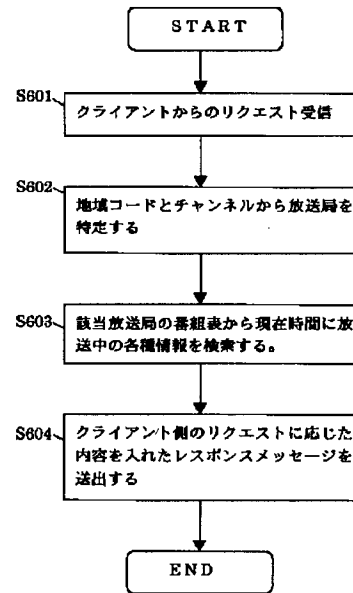 START
S601
クライアントからのリクエスト受信
S602
地域コードとチャンネルから放送局を
特定する
S603
該当放送局の番組表から現在時間に放
送中の各種情報を検索する。
S604
クライアント側のリクエストに応じた
内容を入れたレスポンスメッセージを
送出する
END